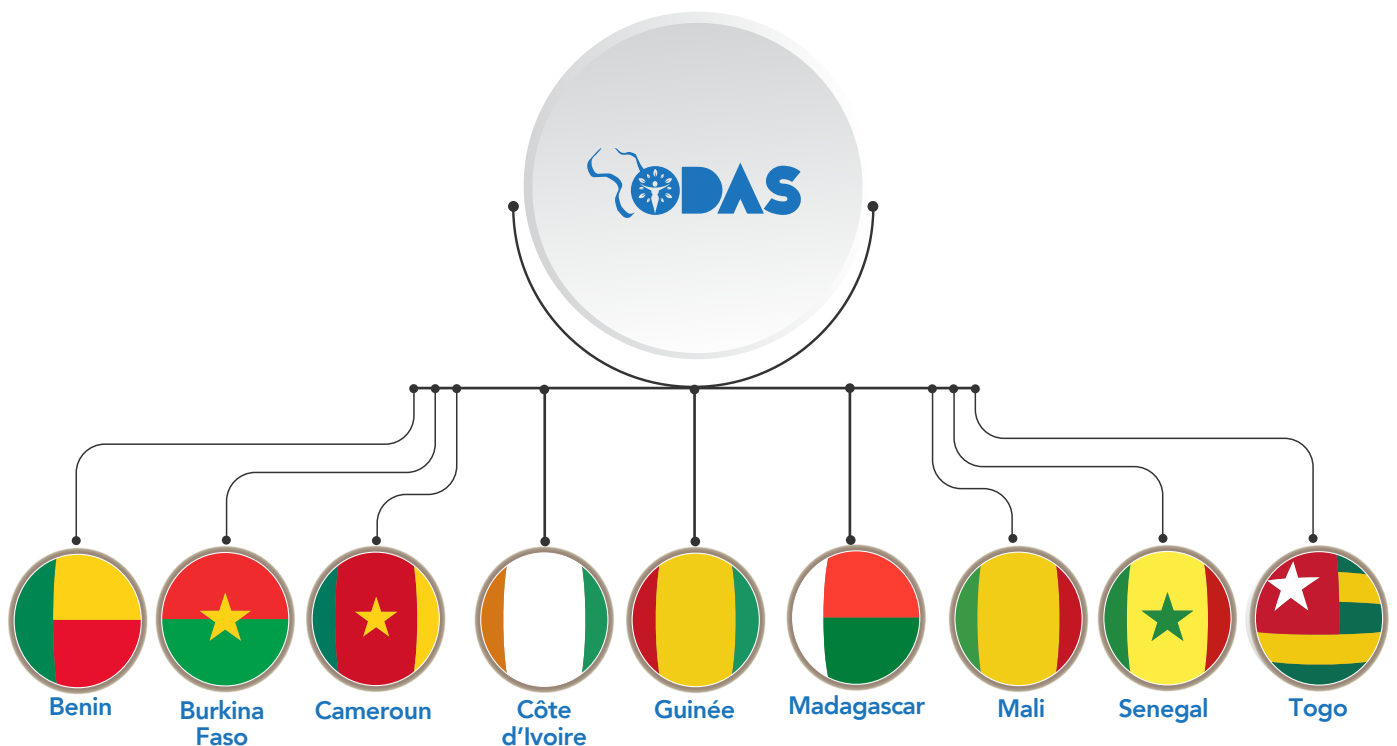 ODAS
Benin
Burkina
Faso
Cameroun
Côte
d’Ivoire
Guinée
Madagascar
Mali
Senegal
Togo